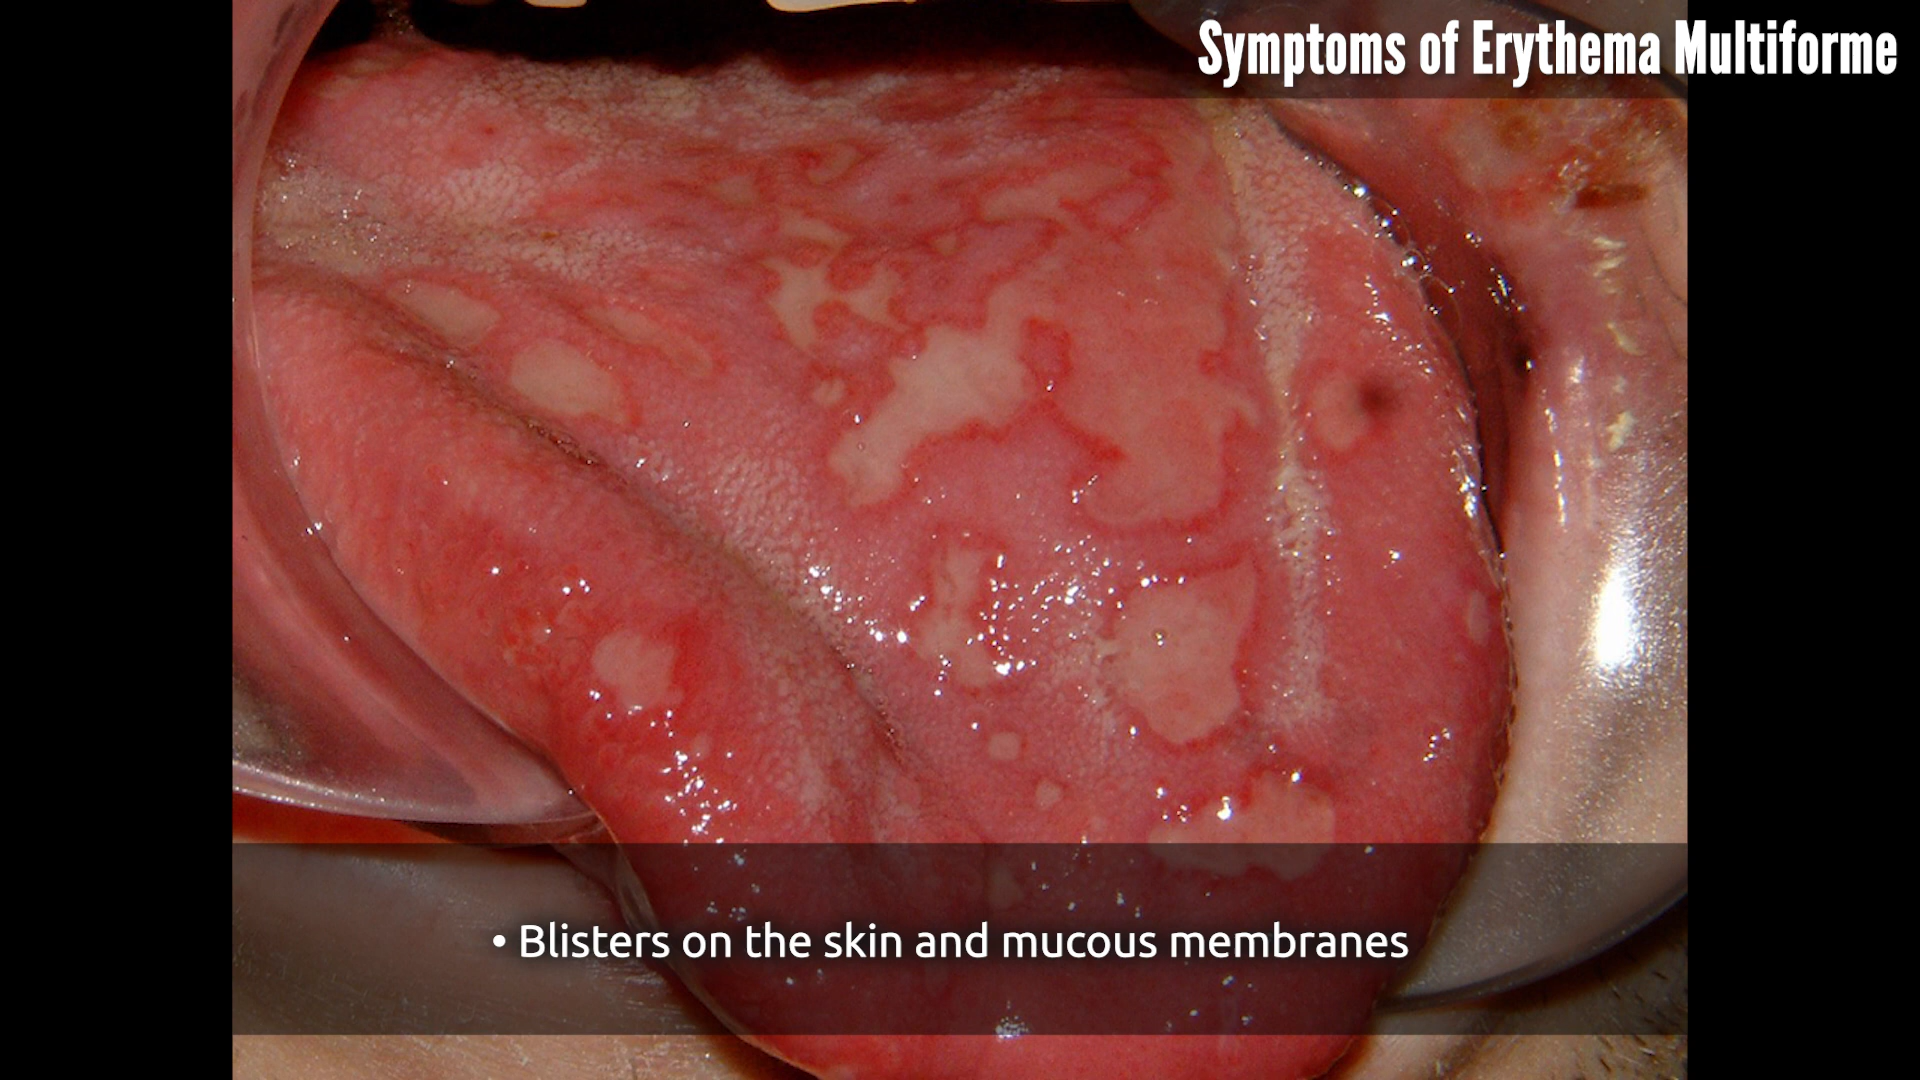 Symptoms of Erythema Multiforme
• Blisters on the skin and mucous membranes